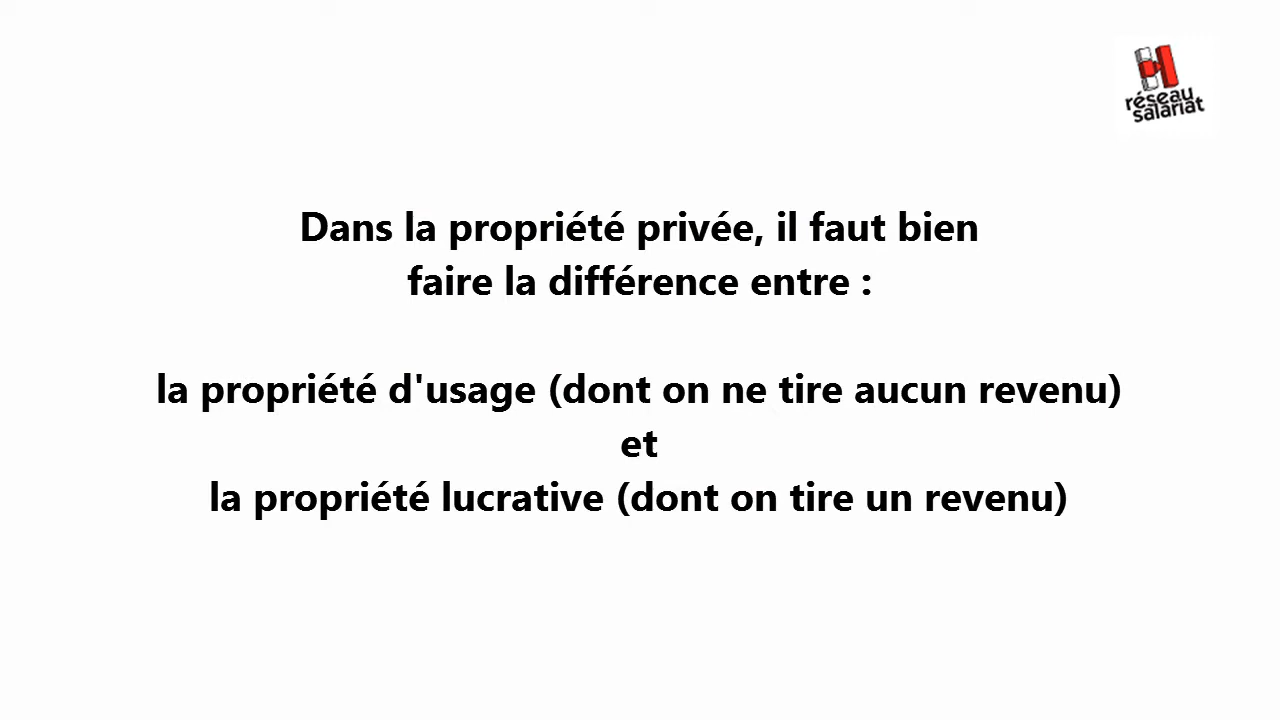 réseau
salariat
Dans la propriété privée, il faut bien
faire la différence entre :
la propriété d'usage (dont on ne tire aucun revenu)
et
la propriété lucrative (dont on tire un revenu)